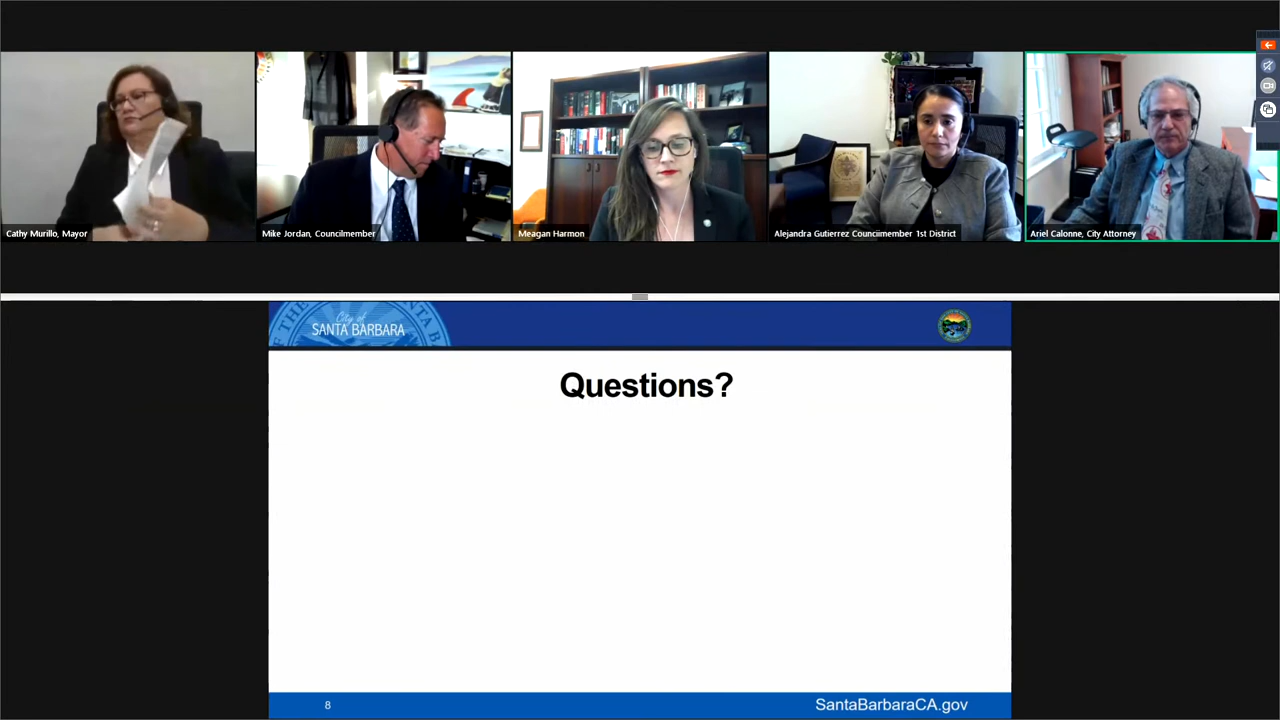 Cathy Murillo, Mayor
Mike Jordan, Councilmember
Meagan Harmon
Alejandra Gutierrez Councilmember 1st District
Ariel Calonne, City Attorney
City of
SANTA BARBARA
Questions?
8
SantaBarbaraCA.gov